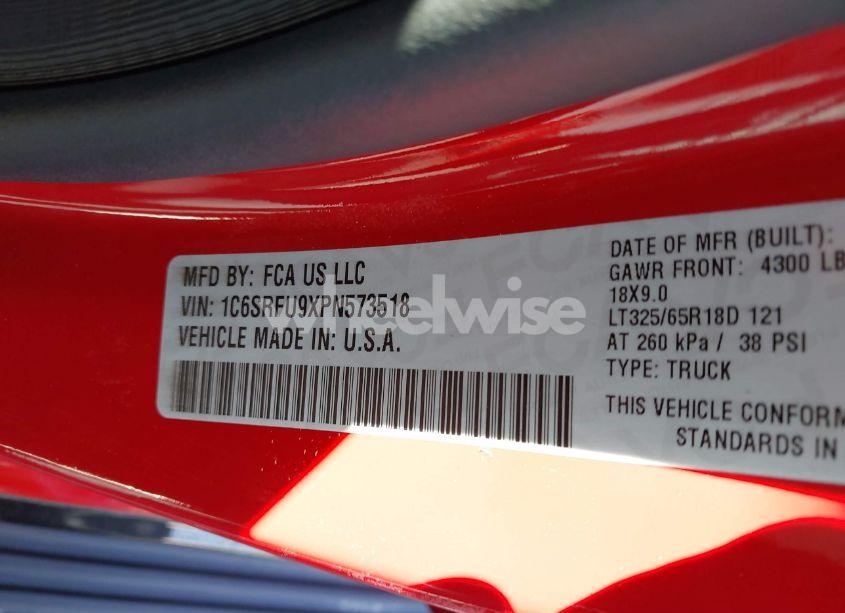 MFD BY: FCA US LLC
VIN: 1C6SRFU9XPN573518
VEHICLE MADE IN: U.S.A.
DATE OF MFR (BUILT):
GAWR FRONT: 4300 LB
18X9.0
LT325/65R18D 121
AT 260 kPa / 38 PSI
TYPE: TRUCK
THIS VEHICLE CONFORM
STANDARDS IN
wheelwise